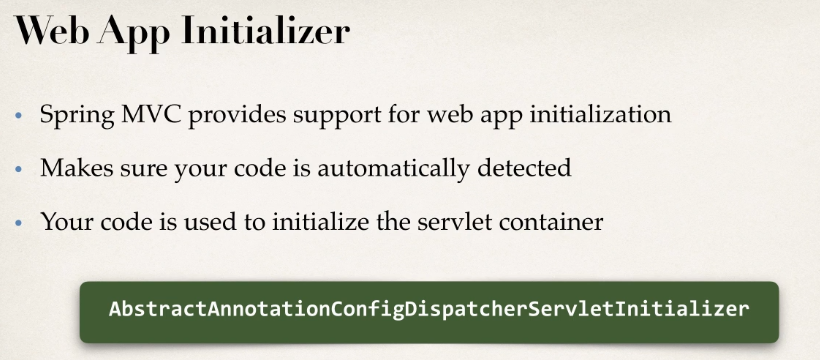 Web App Initializer
• Spring MVC provides support for web app initialization
• Makes sure your code is automatically detected
• Your code is used to initialize the servlet container
AbstractAnnotationConfigDispatcherServletInitializer